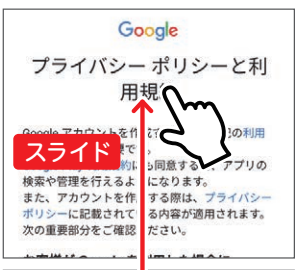 Google
プライバシー ポリシーと利
用規
Google アカウントを作 の利用
スライド
約に 同意する 、アプリの
検索や管理を行えるよ になります。
また、アカウントを作 する際は、プライバシー
ポリシーに記載されて る内容が適用されます。
次の重要部分をご確認 ださい。